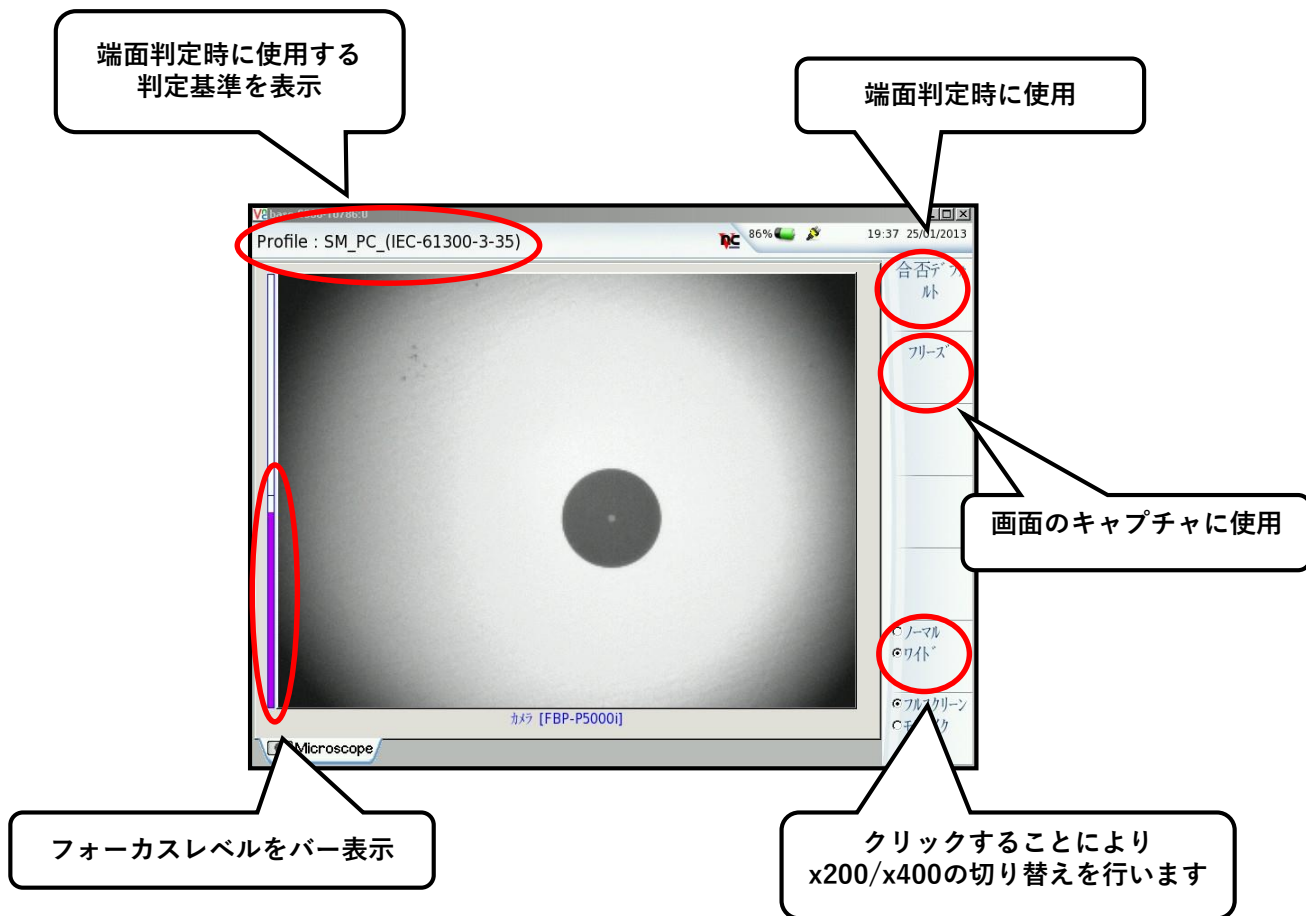 端面判定時に使用する
判定基準を表示
端面判定時に使用
Profile : SM_PC_(IEC-61300-3-35)
86%
19:37 25/01/2013
合否デフォ
ルト
フリーズ
画面のキャプチャに使用
ノーマル
ワイド
フルスクリーン
カメラ [FBP-P5000i]
Microscope
フォーカスレベルをバー表示
クリックすることにより
x200/x400の切り替えを行います